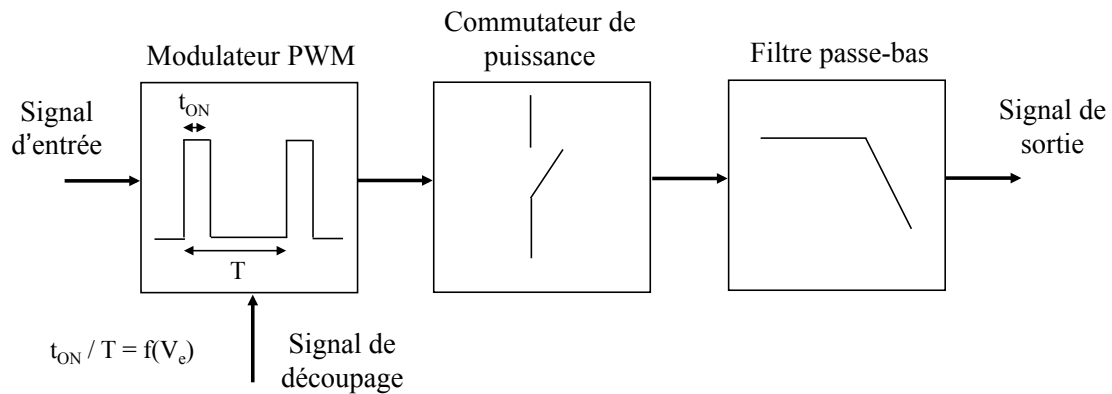 Commutateur de
puissance
Modulateur PWM
Filtre passe-bas
Signal
d'entrée
tON
T
Signal de
sortie
tON / T = f(Ve)
Signal de
découpage